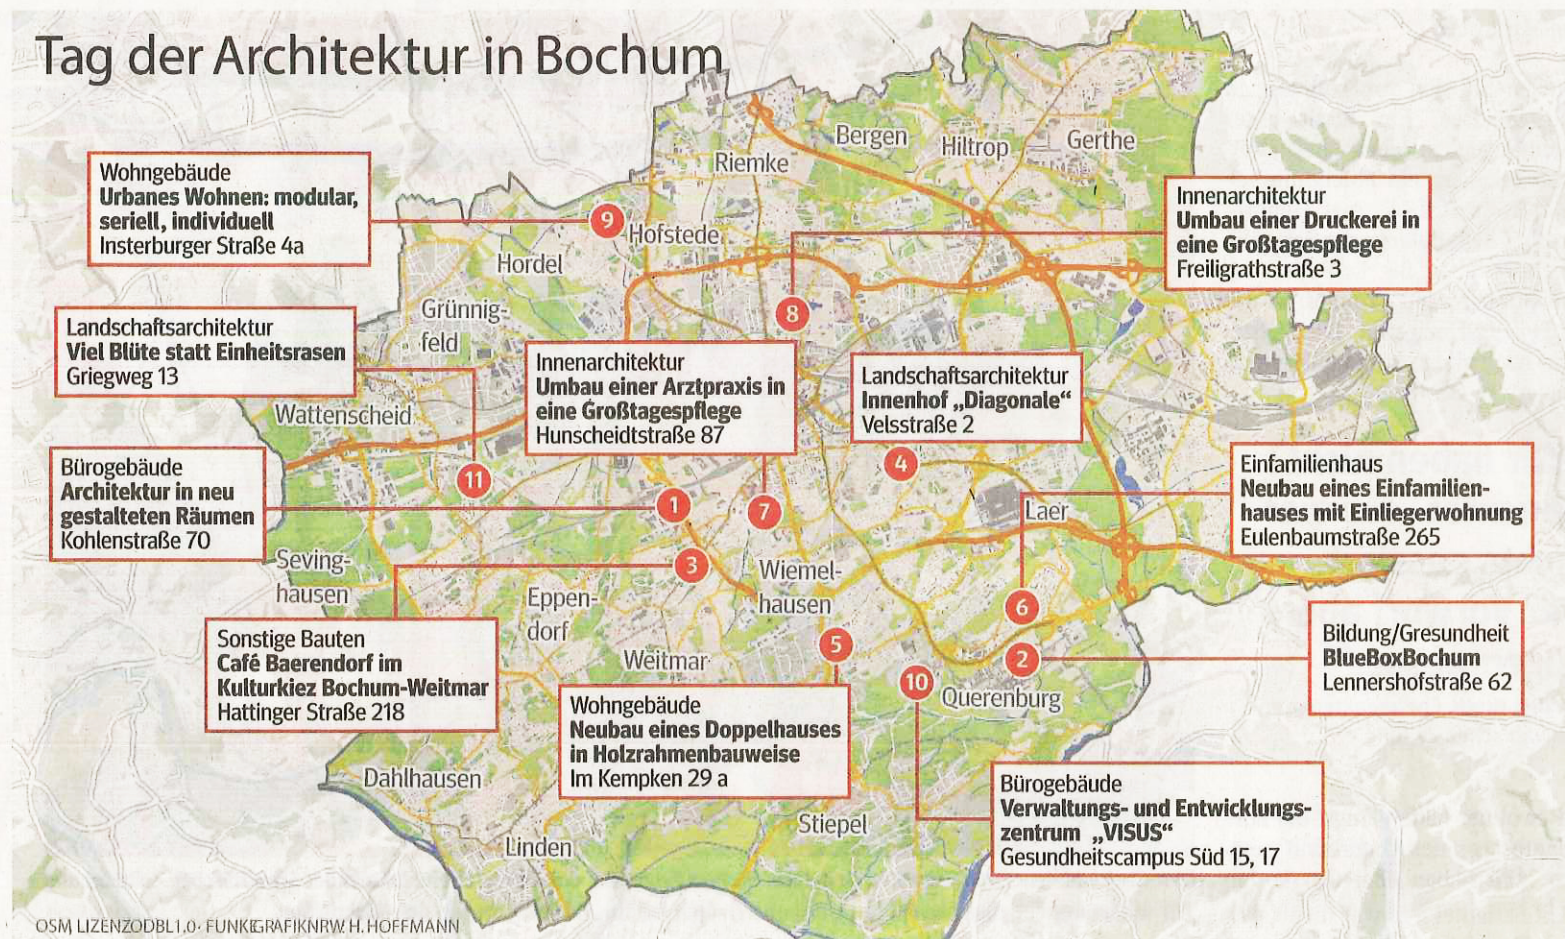 Tag der Architektur in Bochum
Wohngebäude
Urbanes Wohnen: modular,
seriell, individuell
Insterburger Straße 4a
Landschaftsarchitektur
Viel Blüte statt Einheitsrasen
Griegweg 13
Bürogebäude
Architektur in neu
gestalteten Räumen
Kohlenstraße 70
Sonstige Bauten
Café Baerendorf im
Kulturkiez Bochum-Weitmar
Hattinger Straße 218
Innenarchitektur
Umbau einer Arztpraxis in
eine Großtagespflege
Hunscheidtstraße 87
Wohngebäude
Neubau eines Doppelhauses
in Holzrahmenbauweise
Im Kempken 29 a
Landschaftsarchitektur
Innenhof „Diagonale“
Velsstraße 2
Innenarchitektur
Umbau einer Druckerei in
eine Großtagespflege
Freiligrathstraße 3
Einfamilienhaus
Neubau eines Einfamilien-
hauses mit Einliegerwohnung
Eulenbaumstraße 265
Bildung/Gresundheit
BlueBoxBochum
Lennershofstraße 62
Bürogebäude
Verwaltungs- und Entwicklungs-
zentrum „VISUS“
Gesundheitscampus Süd 15, 17
Riemke
Bergen
Hiltrop
Gerthe
Hofstede
Hordel
Grünnig-
feld
Wattenscheid
Seving-
hausen
Eppen-
dorf
Weitmar
Wiemel-
hausen
Laer
Querenburg
Dahlhausen
Linden
Stiepel
9
8
11
4
1
7
3
6
5
2
10
OSM, LIZENZODBL1.0· FUNKEGRAFIKNRW: H. HOFFMANN